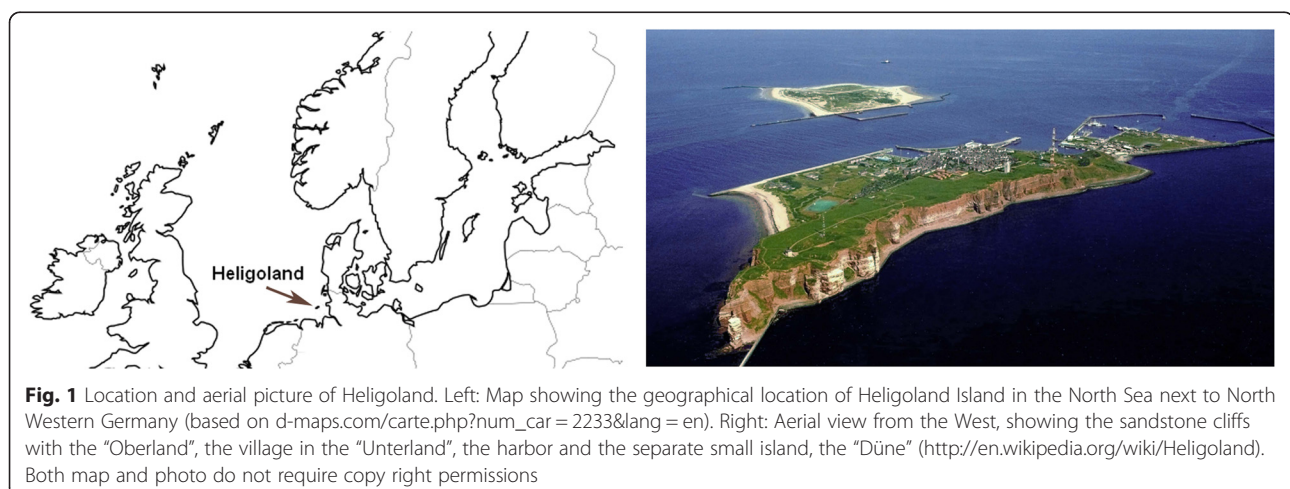 Heligoland
Fig. 1 Location and aerial picture of Heligoland. Left: Map showing the geographical location of Heligoland Island in the North Sea next to North
Western Germany (based on d-maps.com/carte.php?num_car = 2233&lang = en). Right: Aerial view from the West, showing the sandstone cliffs
with the “Oberland”, the village in the “Unterland”, the harbor and the separate small island, the “Düne” (http://en.wikipedia.org/wiki/Heligoland).
Both map and photo do not require copy right permissions